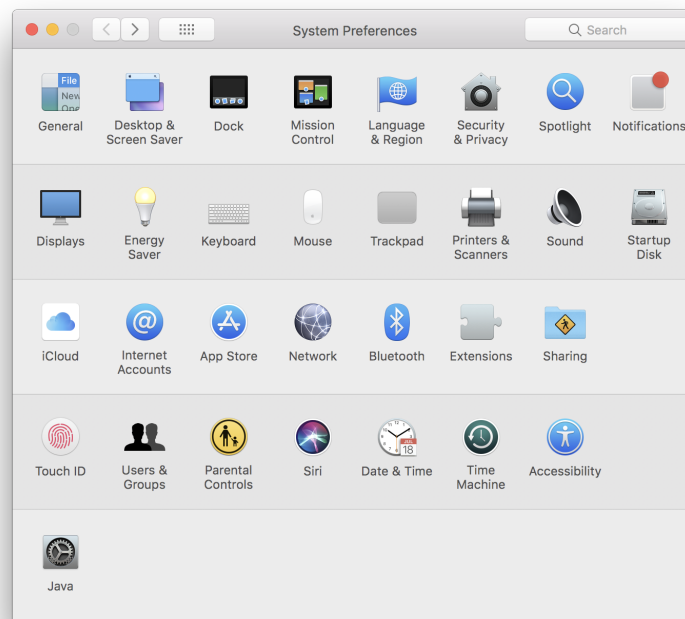 System Preferences
Search
File
New
General
Desktop &
Screen Saver
Dock
Mission
Control
Language
& Region
Security
& Privacy
Spotlight
Notifications
Displays
Energy
Saver
Keyboard
Mouse
Trackpad
Printers &
Scanners
Sound
Startup
Disk
iCloud
Internet
Accounts
App Store
Network
Bluetooth
Extensions
Sharing
JUL
18
Touch ID
Users &
Groups
Parental
Controls
Siri
Date & Time
Time
Machine
Accessibility
Java